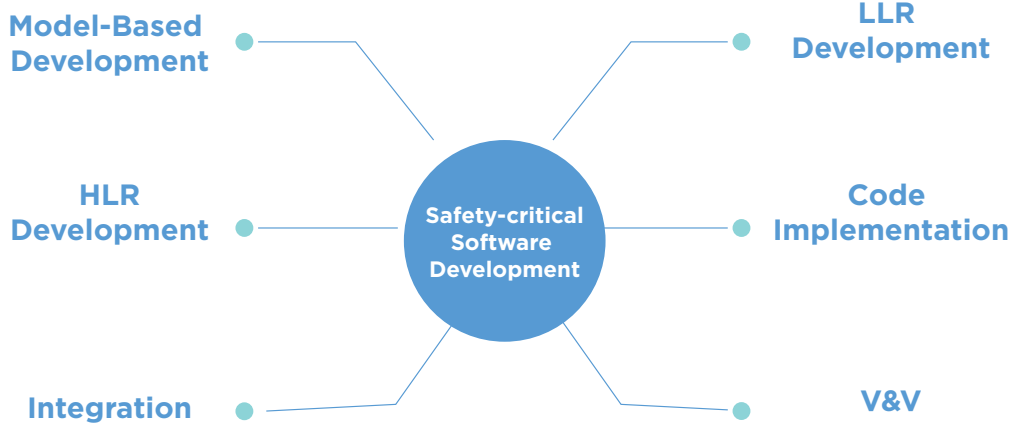 Model-Based
Development
LLR
Development
HLR
Development
Safety-critical
Software
Development
Code
Implementation
Integration
V&V